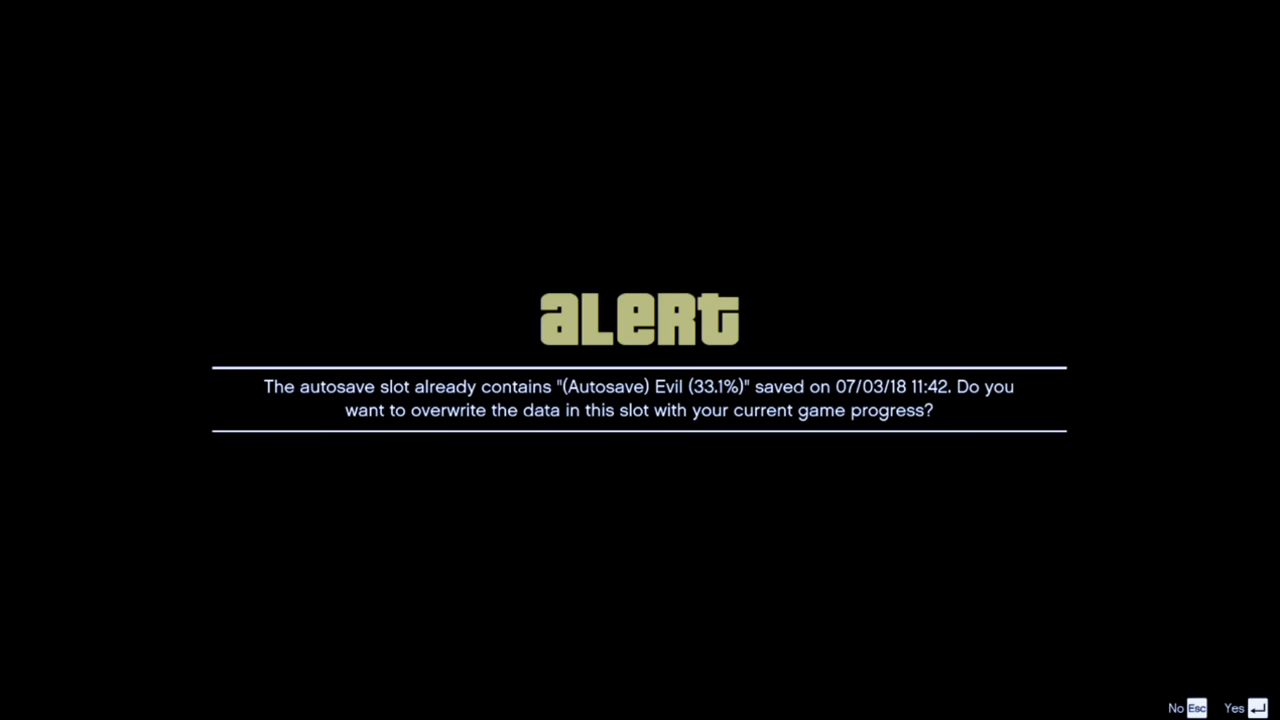 alert
The autosave slot already contains "(Autosave) Evil (33.1%)" saved on 07/03/18 11:42. Do you
want to overwrite the data in this slot with your current game progress?
No Esc Yes